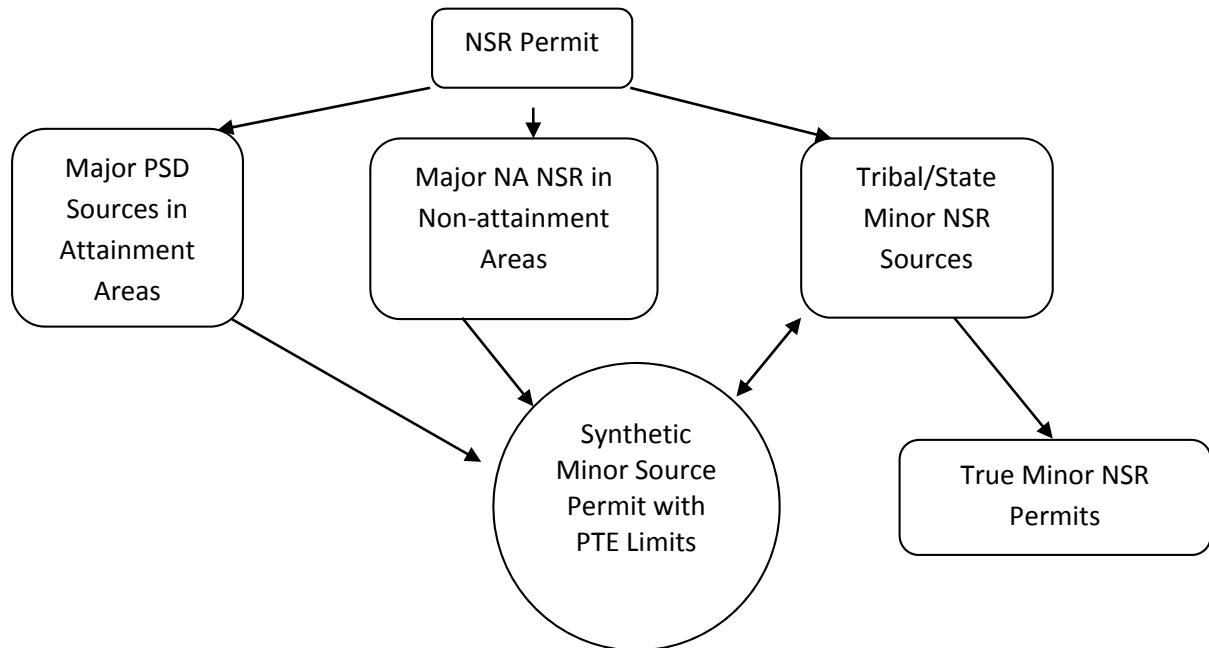 NSR Permit
Major PSD
Sources in
Attainment
Areas
Major NA NSR in
Non-attainment
Areas
Tribal/State
Minor NSR
Sources
Synthetic
Minor Source
Permit with
PTE Limits
True Minor NSR
Permits